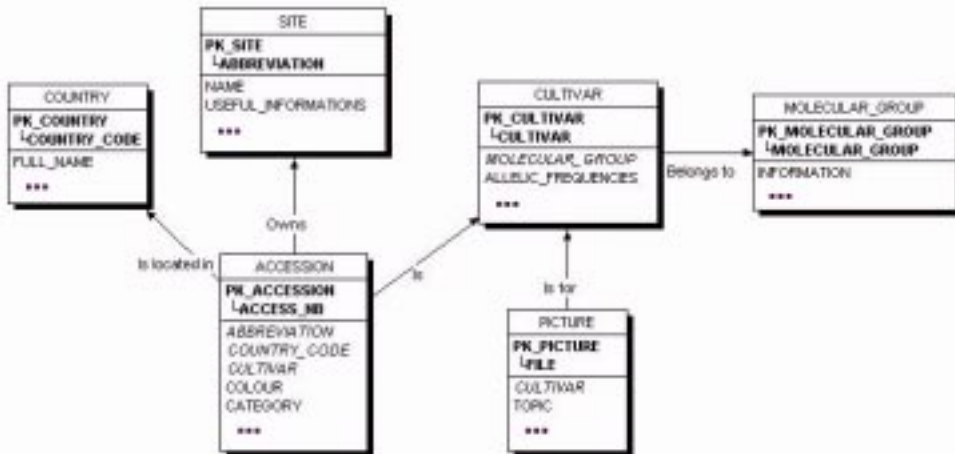 SITE
PK_SITE
ABBREVIATION
NAME
USEFUL_INFORMATIONS
COUNTRY
PK_COUNTRY
COUNTRY_CODE
FULL_NAME
CULTIVAR
PK_CULTIVAR
CULTIVAR
MOLECULAR_GROUP
ALLELIC_FREQUENCIES
Belongs to
MOLECULAR_GROUP
PK_MOLECULAR_GROUP
MOLECULAR_GROUP
INFORMATION
Is located in
Owns
Is
Is for
ACCESSION
PK_ACCESSION
ACCESS_NB
ABBREVIATION
COUNTRY_CODE
CULTIVAR
COLOUR
CATEGORY
PICTURE
PK_PICTURE
FILE
CULTIVAR
TOPIC